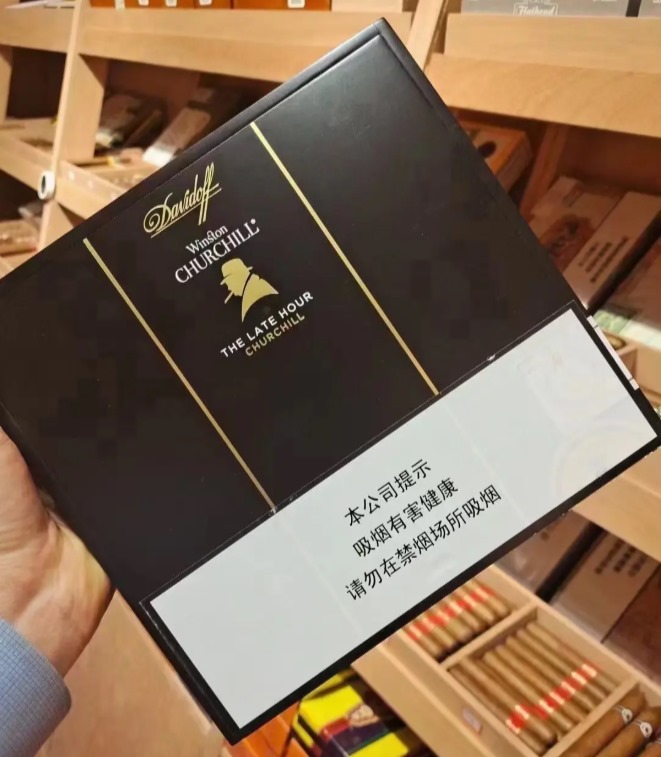 Davidoff
Winston
CHURCHILL®
THE LATE HOUR
CHURCHILL
本公司提示
吸烟有害健康
请勿在禁烟场所吸烟
Flathead